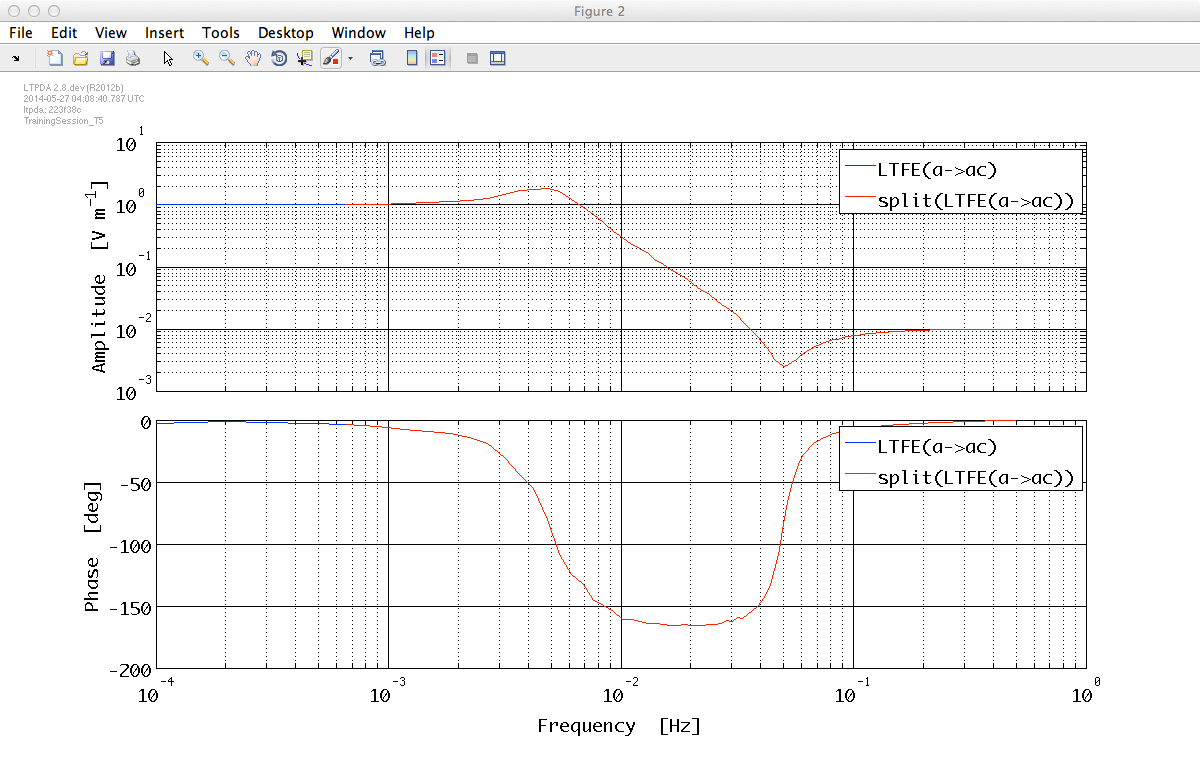 Figure 2
File Edit View Insert Tools Desktop Window Help
LTPDA 2.8.dev (R2012b)
2014-05-27 04:08:40.787 UTC
ltpda: 223f38c
TrainingSession_T5
10^1
10^0
10^-1
10^-2
10^-3
Amplitude [V m^-1]
LTFE(a->ac)
split(LTFE(a->ac))
0
-50
-100
-150
-200
Phase [deg]
LTFE(a->ac)
split(LTFE(a->ac))
10^-4 10^-3 10^-2 10^-1 10^0
Frequency [Hz]